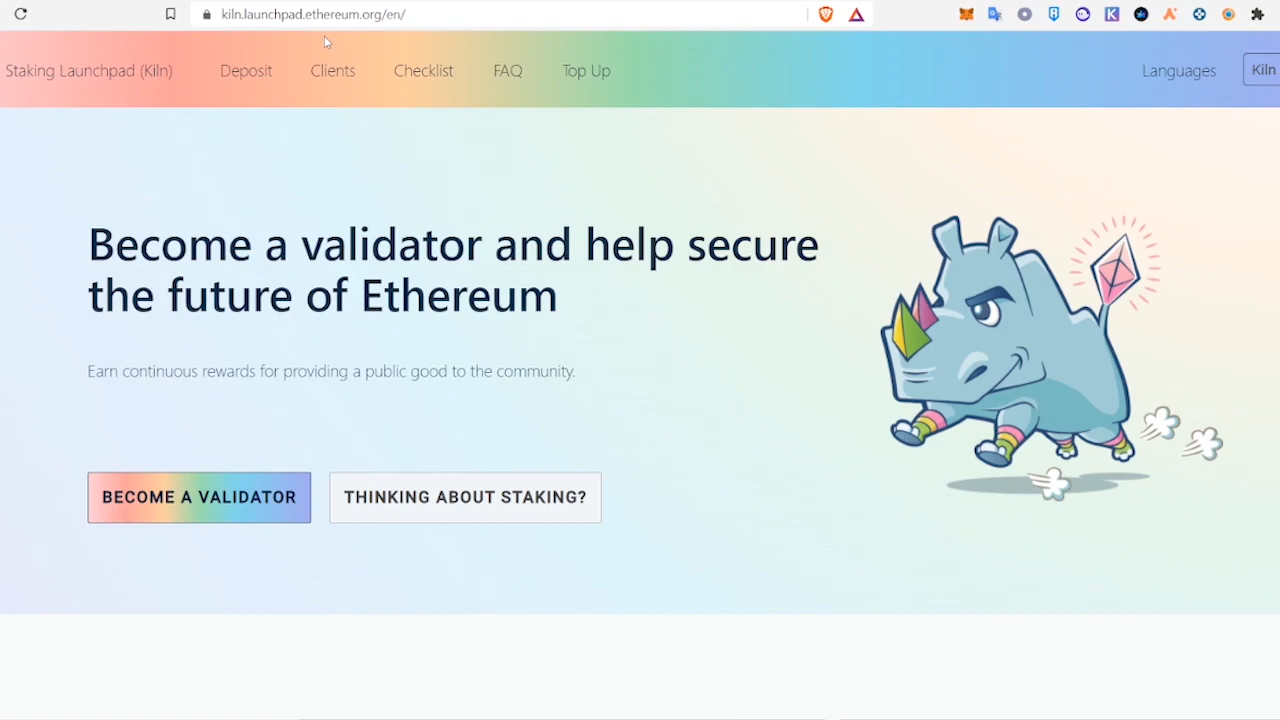 kiln.launchpad.ethereum.org/en/
Staking Launchpad (Kiln) Deposit Clients Checklist FAQ Top Up Languages Kiln
Become a validator and help secure
the future of Ethereum
Earn continuous rewards for providing a public good to the community.
BECOME A VALIDATOR THINKING ABOUT STAKING?